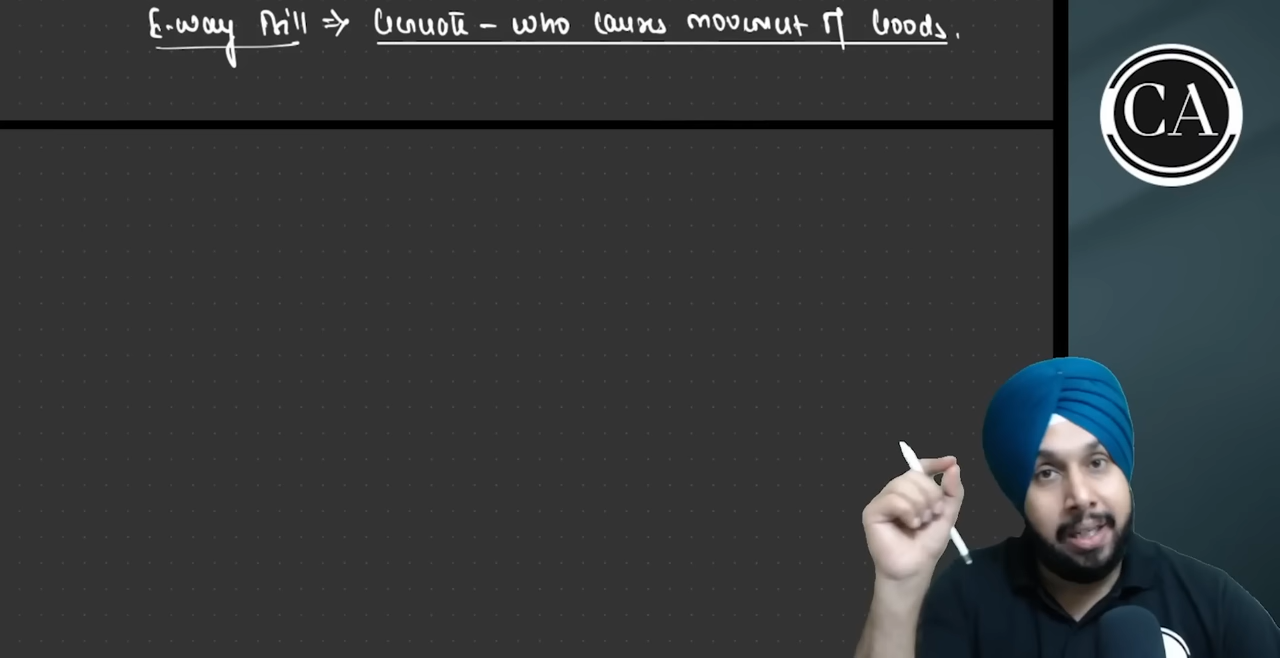 E-way Bill ⇒ Generate - who causes movement of Goods.
CA